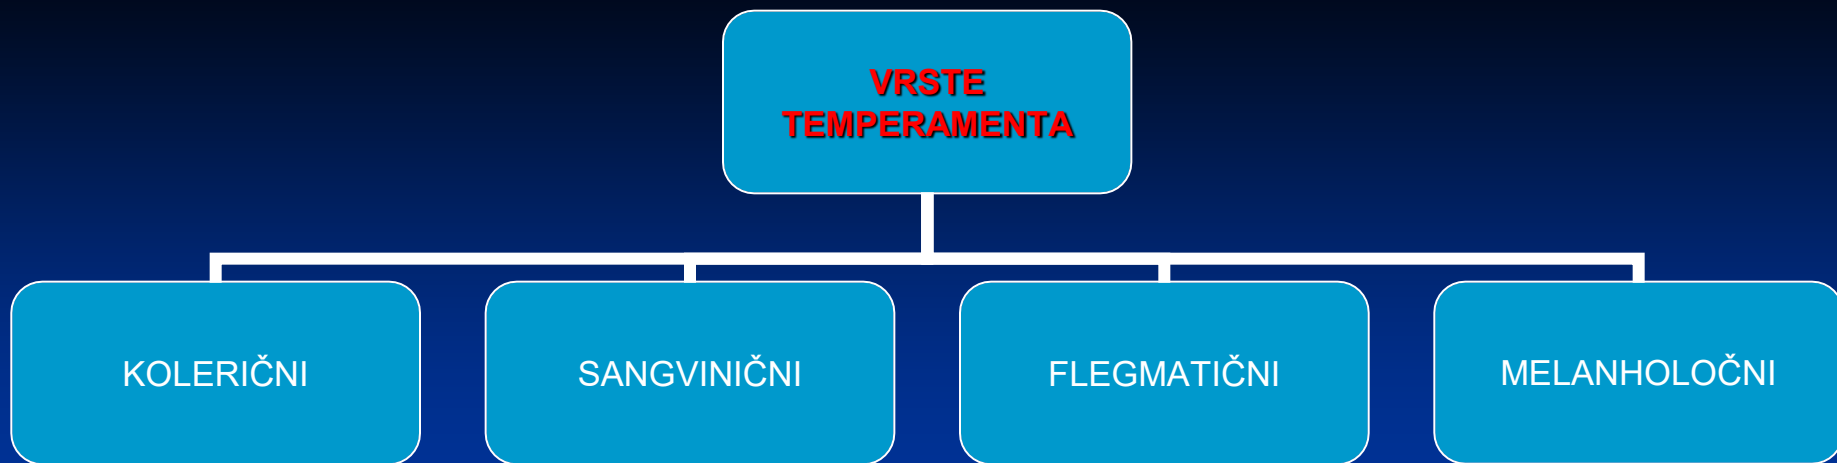 VRSTE
TEMPERAMENTA
KOLERIČNI
SANGVINIČNI
FLEGMATIČNI
MELANHOLOČNI